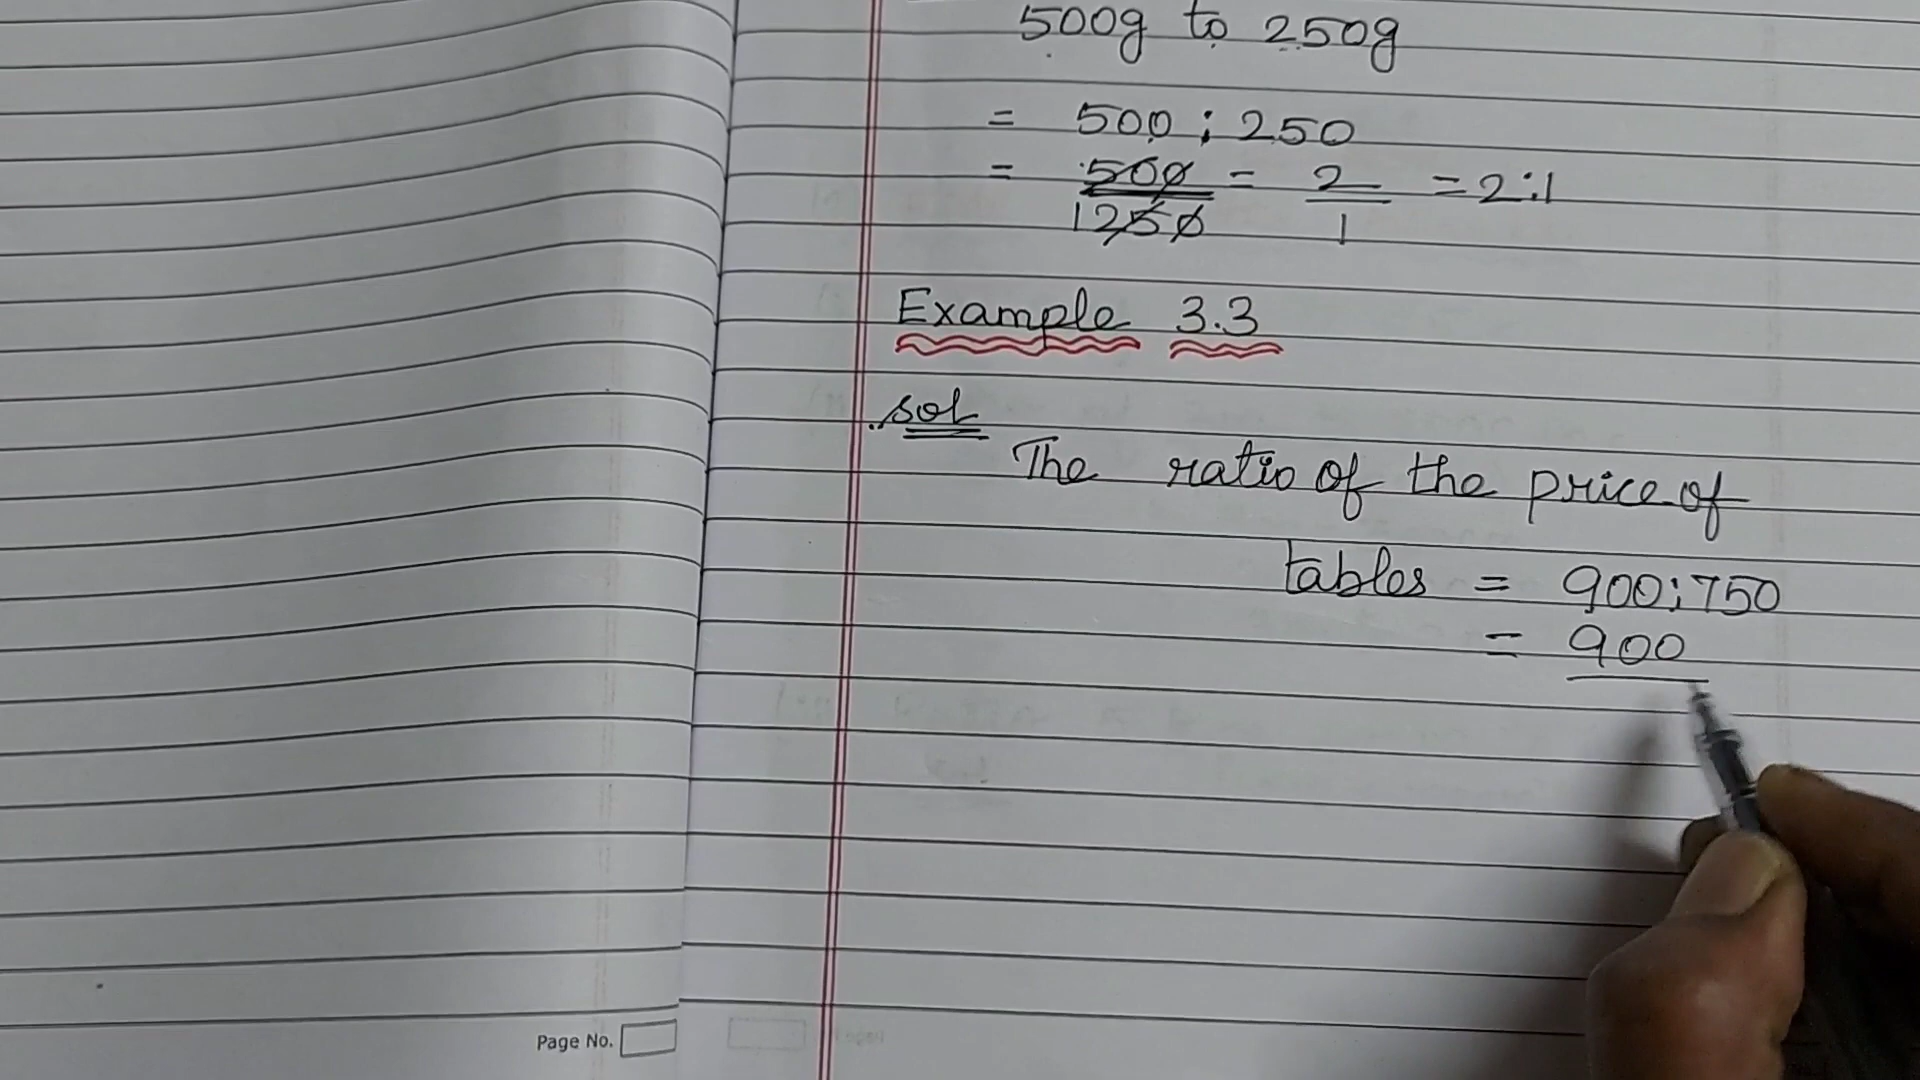 500g to 250g
= 500 : 250
= 500/1250 = 2/1 = 2:1
Example 3.3
Sol
The ratio of the price of
tables = 900:750
= 900
Page No.